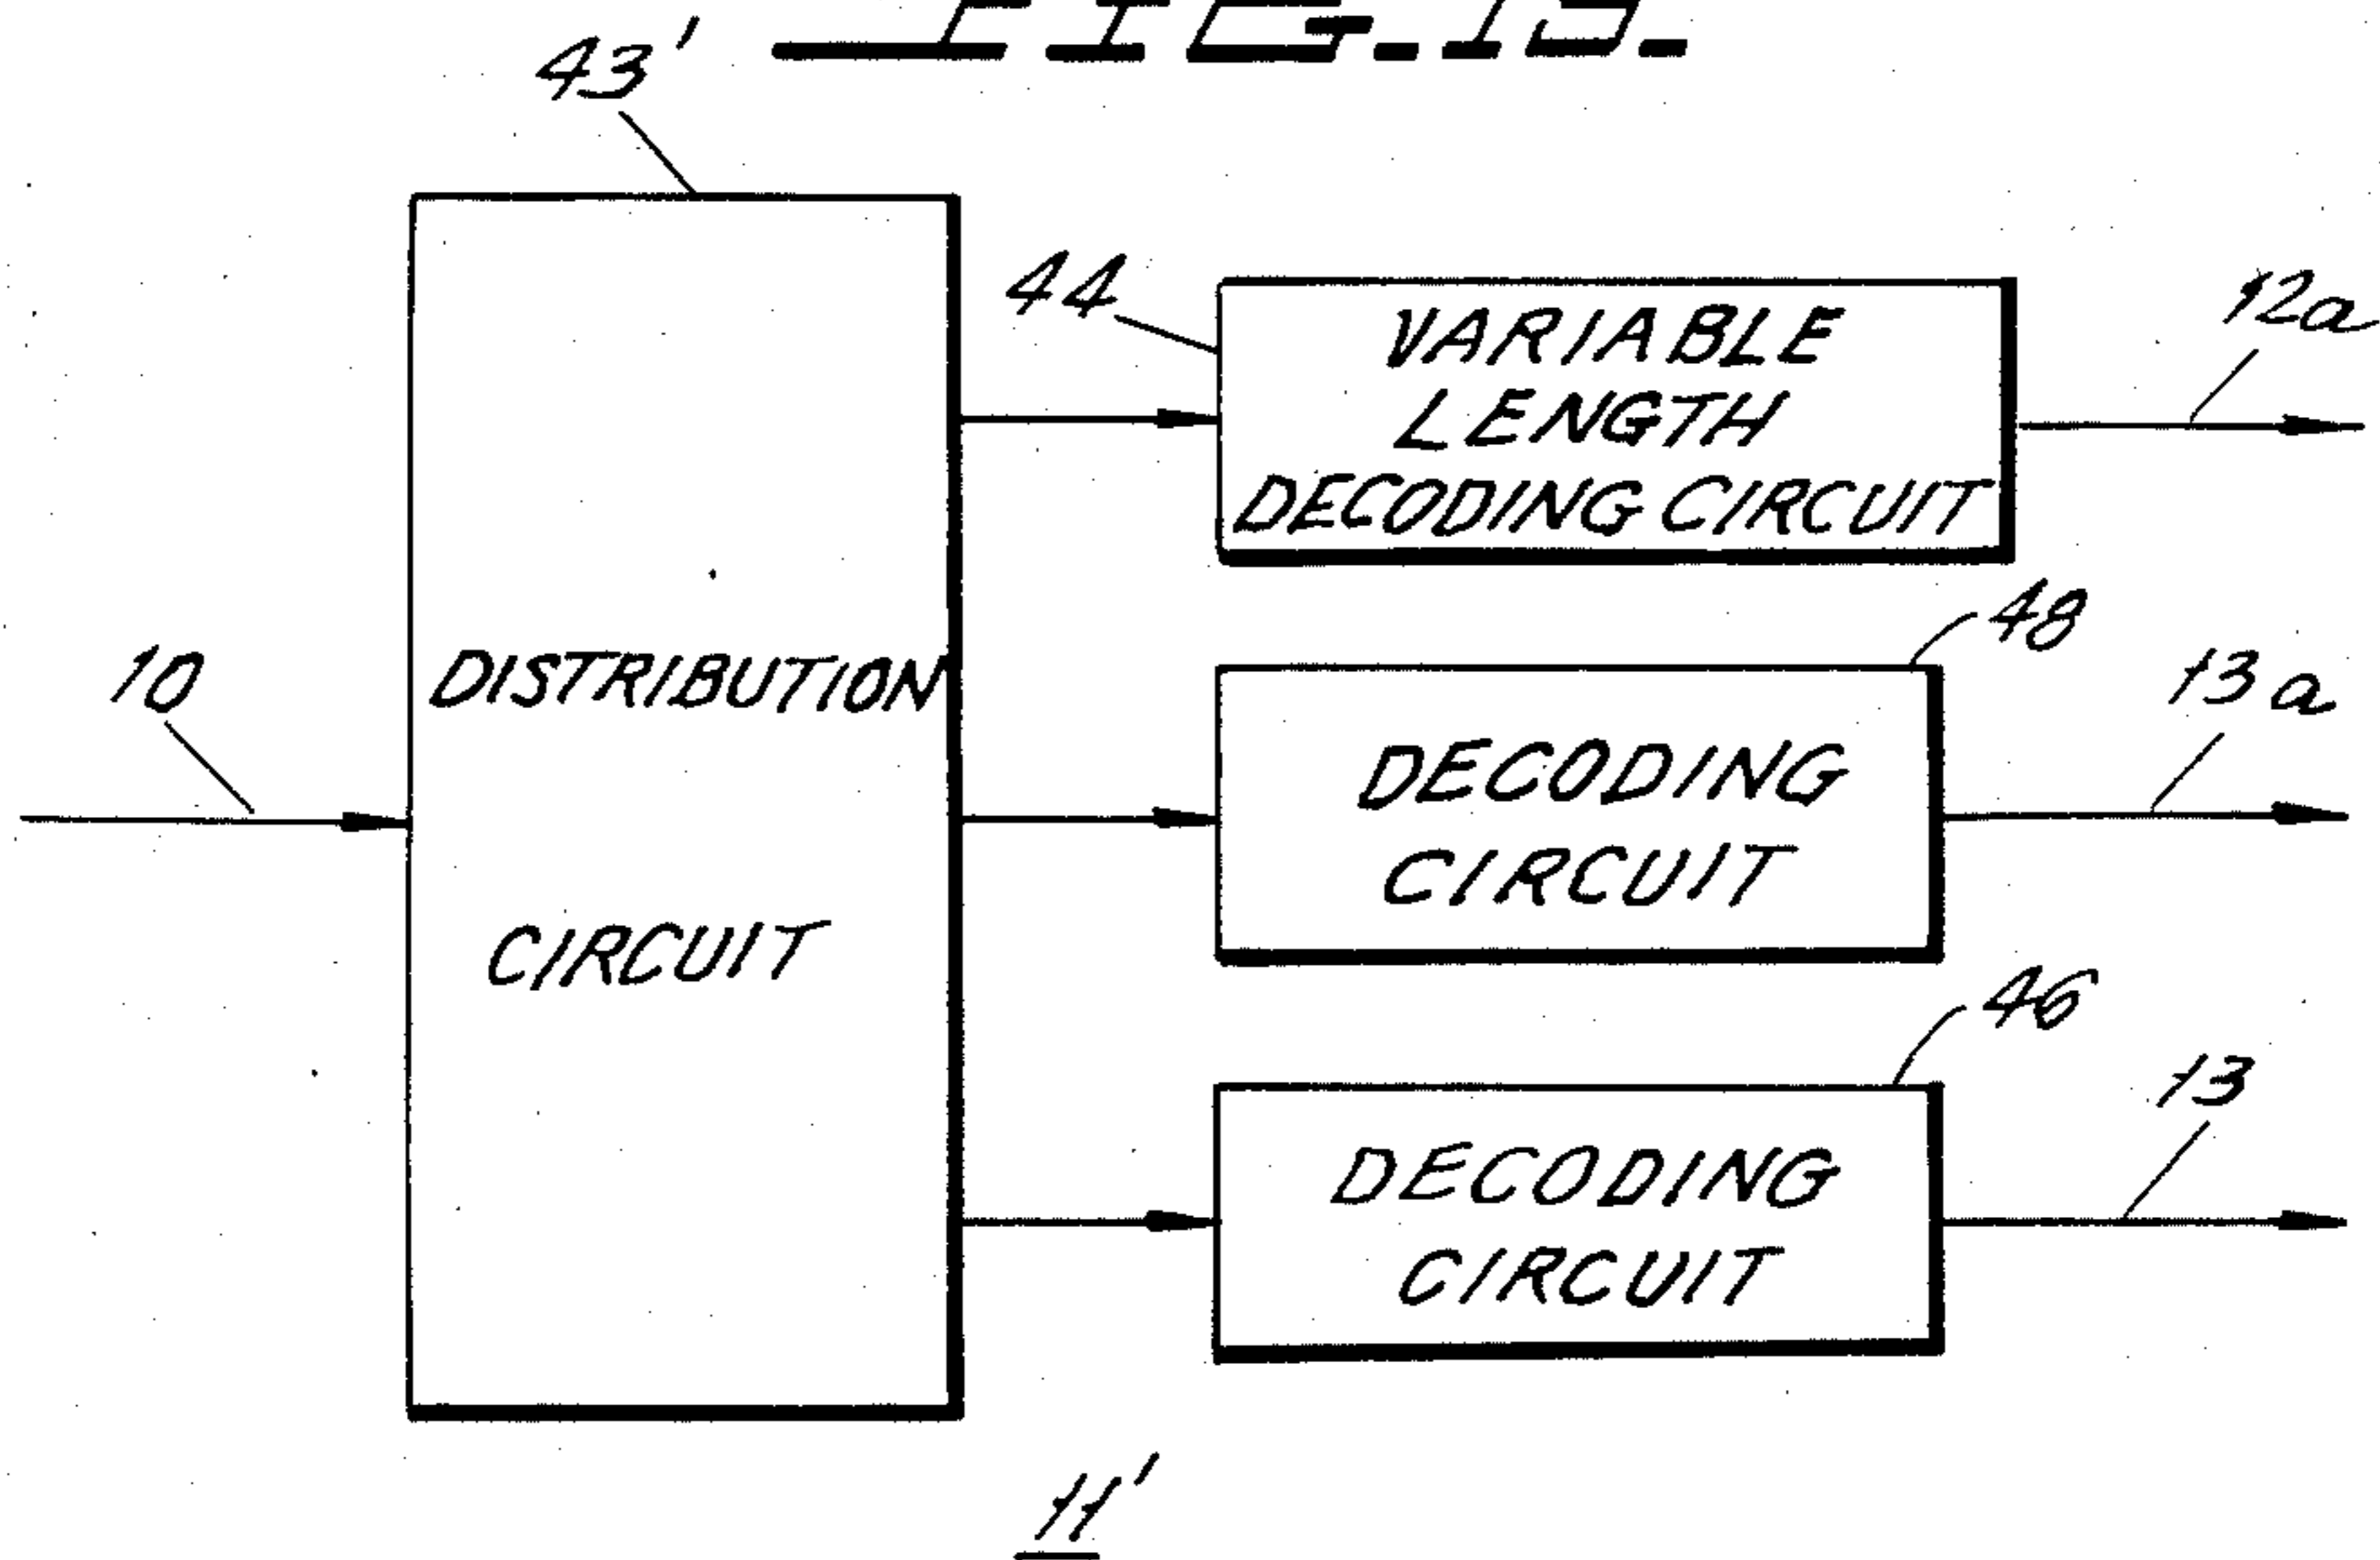 FIG.
43'
44
VARIABLE
LENGTH
DECODING CIRCUIT
12a
10
DISTRIBUTION
CIRCUIT
48
DECODING
CIRCUIT
13a
46
DECODING
CIRCUIT
13
11'